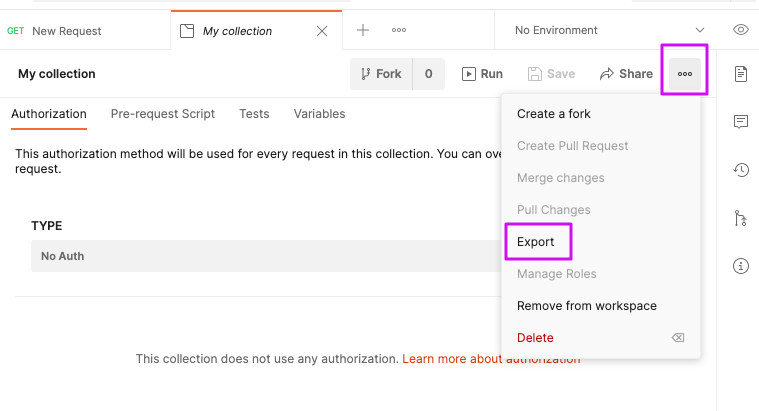 GET New Request
My collection
No Environment
My collection
Fork 0
Run
Save
Share
Authorization
Pre-request Script
Tests
Variables
This authorization method will be used for every request in this collection. You can ove
request.
TYPE
No Auth
Create a fork
Create Pull Request
Merge changes
Pull Changes
Export
Manage Roles
Remove from workspace
Delete
This collection does not use any authorization. Learn more about authorization